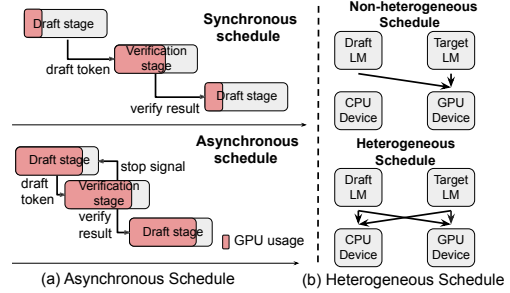 Draft stage
Synchronous
schedule
Verification
stage
draft token
verify result
Draft stage
Asynchronous
schedule
Draft stage
stop signal
draft
token
Verification
stage
verify
result
Draft stage
GPU usage
(a) Asynchronous Schedule
Non-heterogeneous
Schedule
Draft
LM
Target
LM
CPU
Device
GPU
Device
Heterogeneous
Schedule
Draft
LM
Target
LM
CPU
Device
GPU
Device
(b) Heterogeneous Schedule